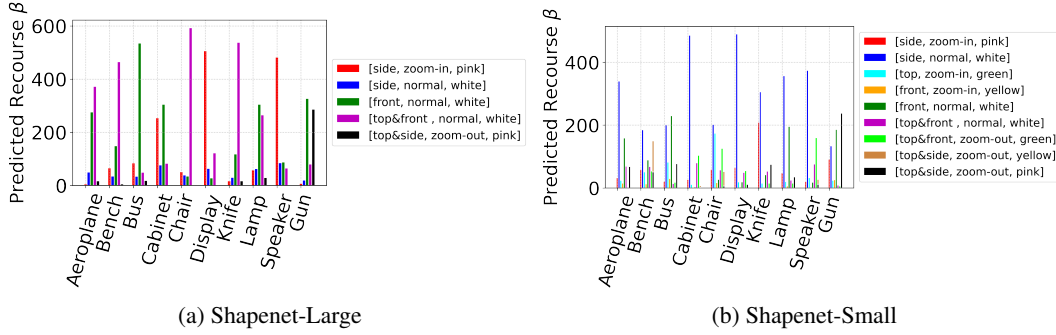 Predicted Recourse β
600
400
200
0
Aeroplane
Bench
Bus
Cabinet
Chair
Display
Knife
Lamp
Speaker
Gun
[side, zoom-in, pink]
[side, normal, white]
[front, normal, white]
[top&front , normal, white]
[top&side, zoom-out, pink]
(a) Shapenet-Large
Predicted Recourse β
400
200
0
Aeroplane
Bench
Bus
Cabinet
Chair
Display
Knife
Lamp
Speaker
Gun
[side, zoom-in, pink]
[side, normal, white]
[top, zoom-in, green]
[front, zoom-in, yellow]
[front, normal, white]
[top&front , normal, white]
[top&front, zoom-out, green]
[top&side, zoom-out, yellow]
[top&side, zoom-out, pink]
(b) Shapenet-Small